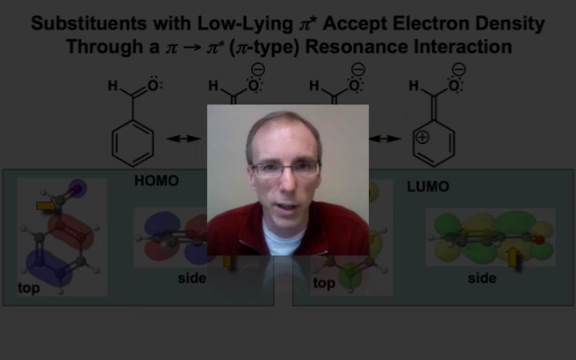 Substituents with Low-Lying π* Accept Electron Density
Through a π → π* (π-type) Resonance Interaction
H O: H O H O H O
HOMO
LUMO
top
side
top
side